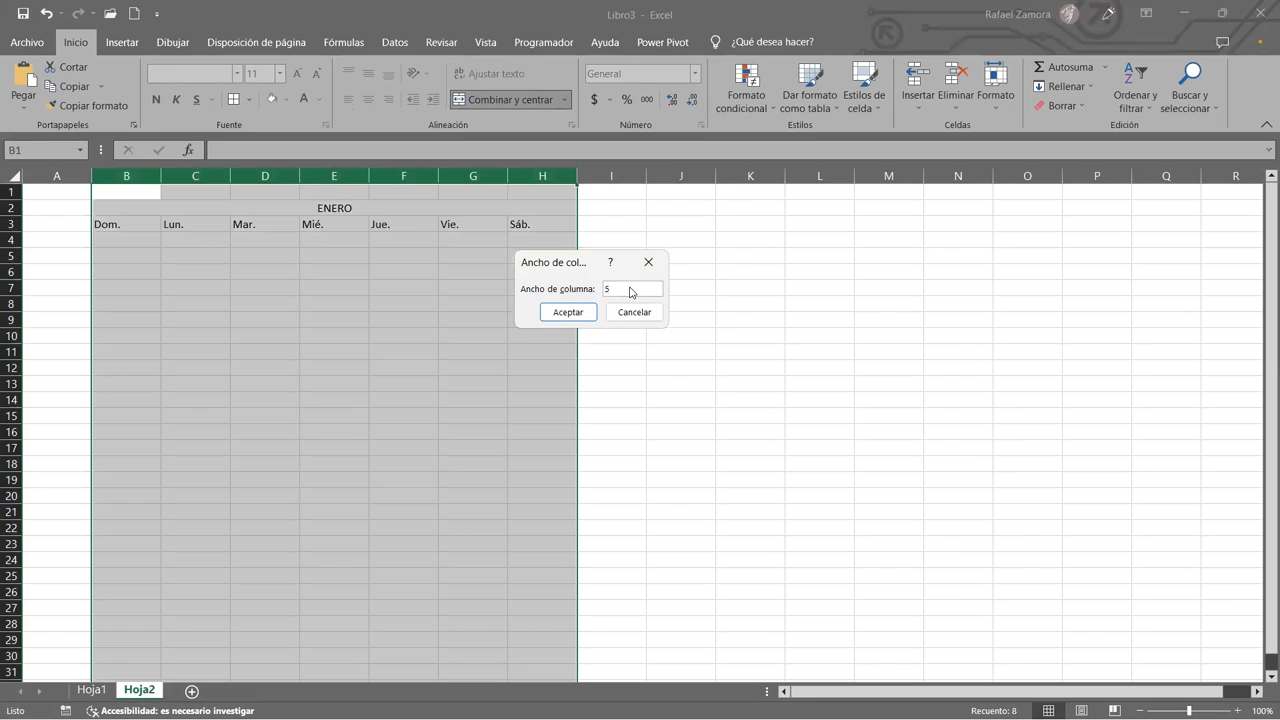 Libro3 - Excel
Rafael Zamora
Archivo Inicio Insertar Dibujar Disposición de página Fórmulas Datos Revisar Vista Programador Ayuda Power Pivot ¿Qué desea hacer?
Pegar
Cortar
Copiar
Copiar formato
Portapapeles
11
N K S
Fuente
Ajustar texto
Combinar y centrar
Alineación
General
$ % 000
Número
Formato condicional
Dar formato como tabla
Estilos de celda
Estilos
Insertar Eliminar Formato
Celdas
Autosuma
Rellenar
Borrar
Ordenar y filtrar
Buscar y seleccionar
Edición
B1
fx
A B C D E F G H I J K L M N O P Q R
1
2 ENERO
3 Dom. Lun. Mar. Mié. Jue. Vie. Sáb.
4
5
6
7
8
9
10
11
12
13
14
15
16
17
18
19
20
21
22
23
24
25
26
27
28
29
30
31
Ancho de col... ?
Ancho de columna: 5
Aceptar Cancelar
Hoja1 Hoja2
Listo Accesibilidad: es necesario investigar Recuento: 8 100%